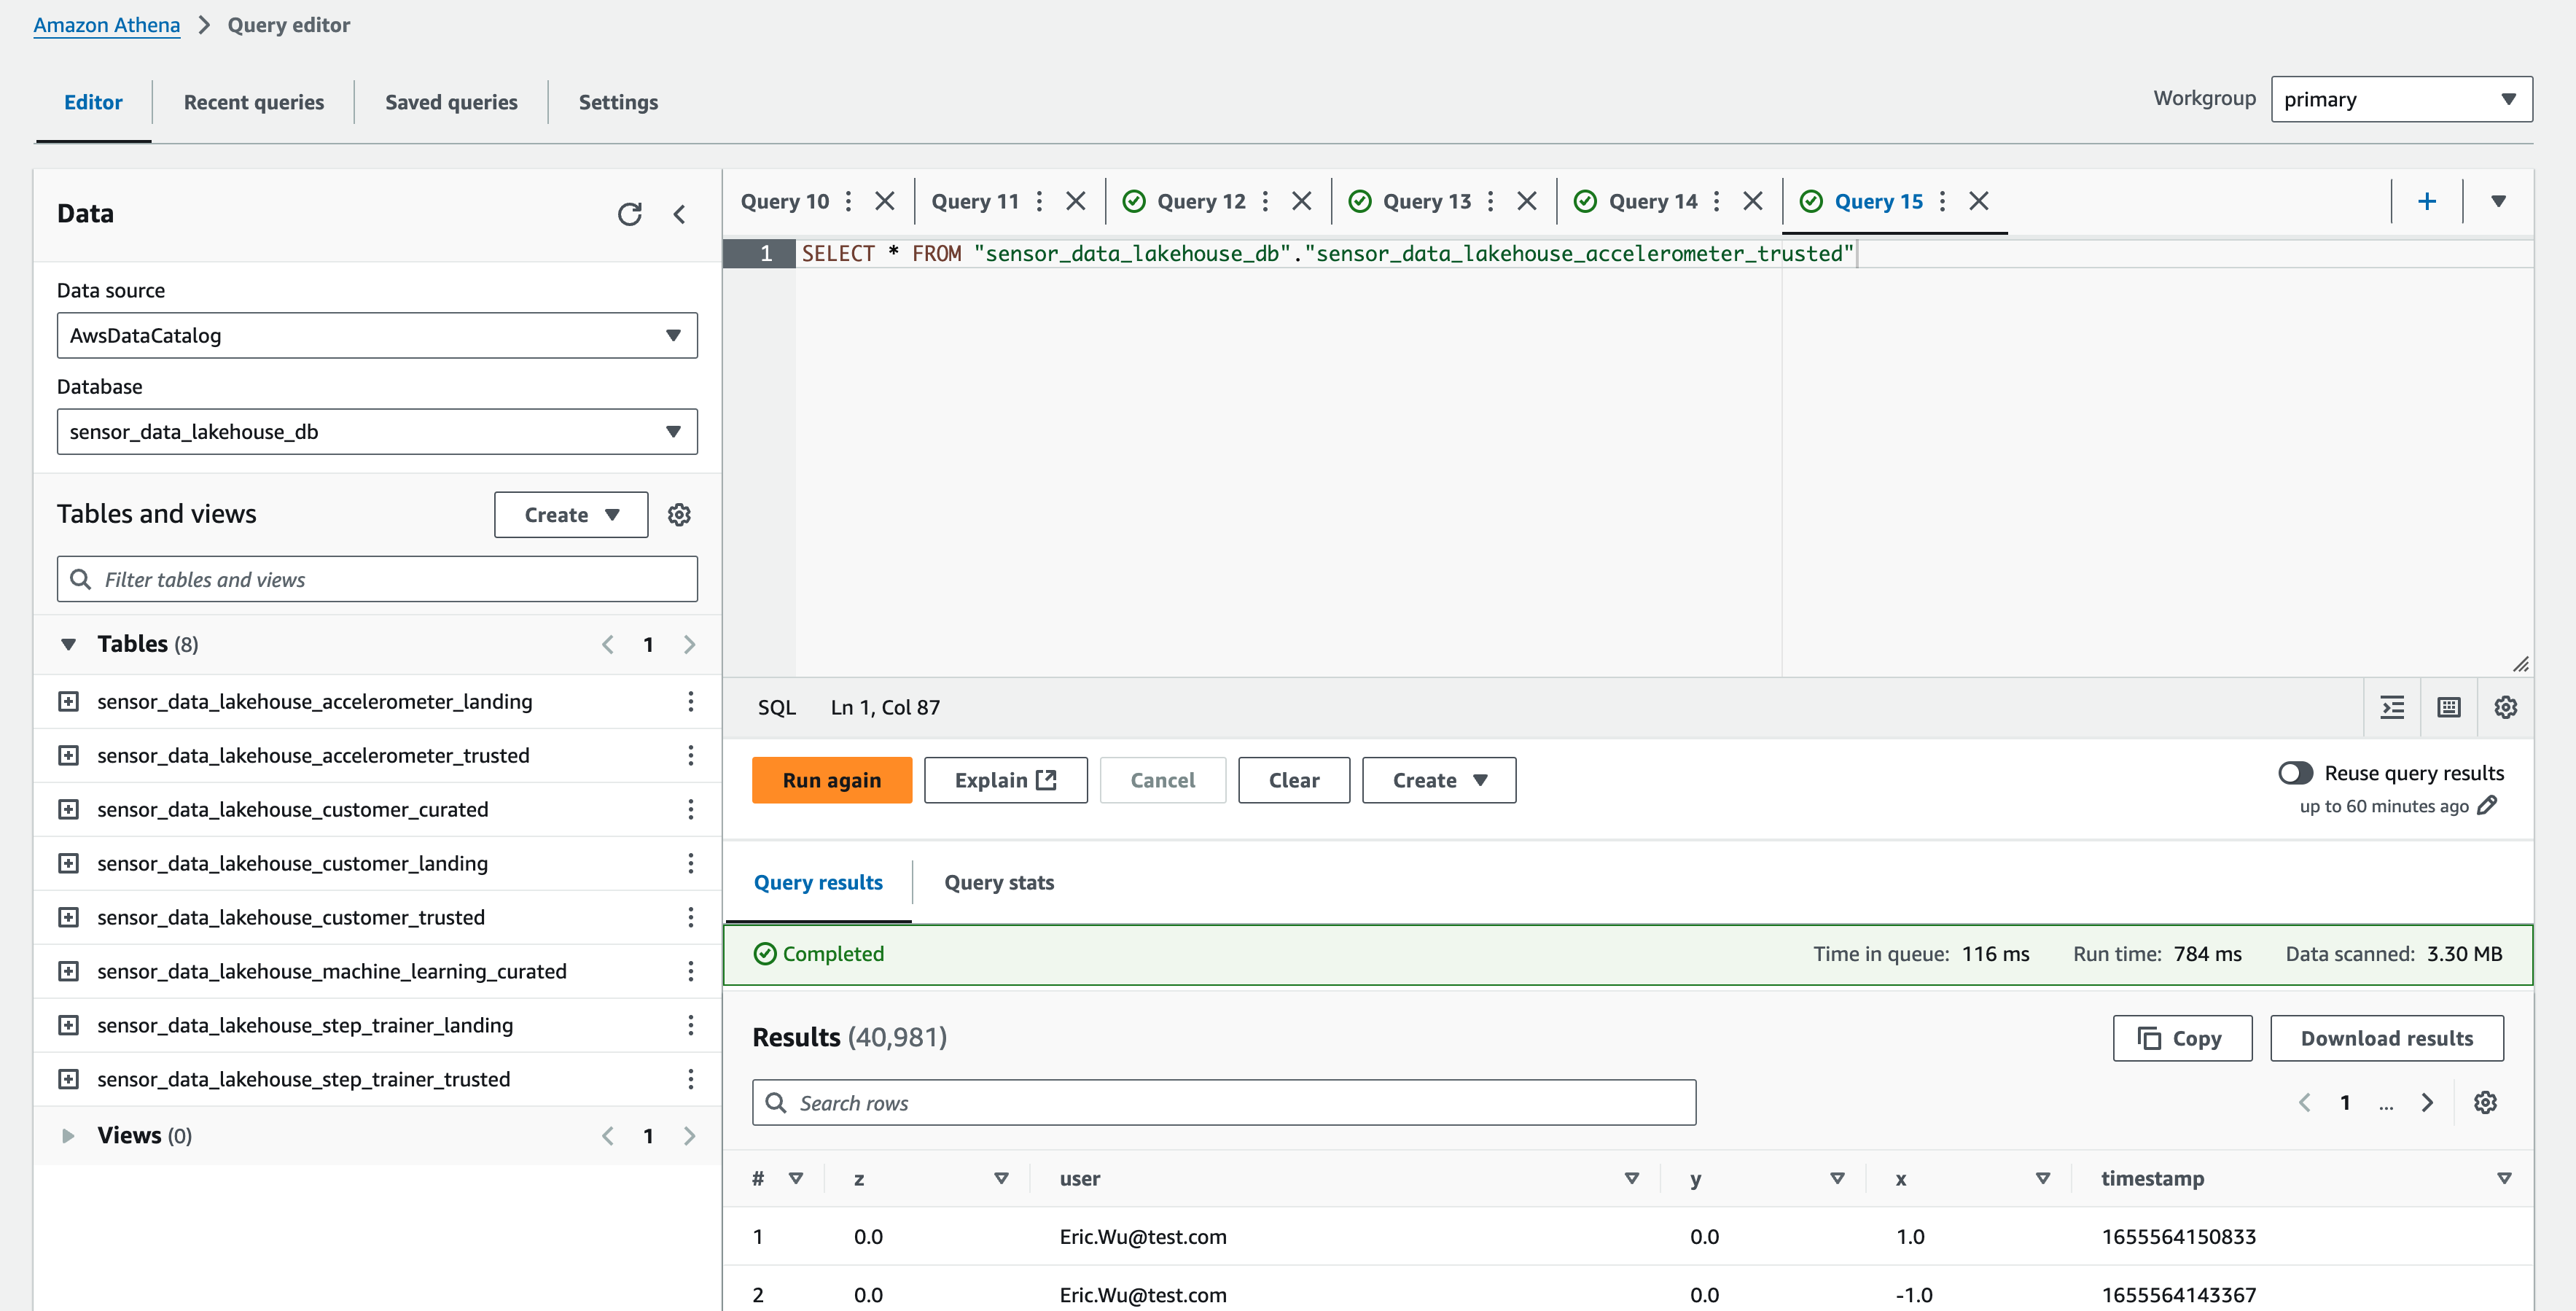 Amazon Athena > Query editor
Editor Recent queries Saved queries Settings
Workgroup primary
Data
Data source
AwsDataCatalog
Database
sensor_data_lakehouse_db
Tables and views Create
Filter tables and views
Tables (8) < 1 >
sensor_data_lakehouse_accelerometer_landing
sensor_data_lakehouse_accelerometer_trusted
sensor_data_lakehouse_customer_curated
sensor_data_lakehouse_customer_landing
sensor_data_lakehouse_customer_trusted
sensor_data_lakehouse_machine_learning_curated
sensor_data_lakehouse_step_trainer_landing
sensor_data_lakehouse_step_trainer_trusted
Views (0) < 1 >
Query 10 Query 11 Query 12 Query 13 Query 14 Query 15 +
1 SELECT * FROM "sensor_data_lakehouse_db"."sensor_data_lakehouse_accelerometer_trusted"
SQL Ln 1, Col 87
Run again Explain Cancel Clear Create
Reuse query results
up to 60 minutes ago
Query results Query stats
Completed Time in queue: 116 ms Run time: 784 ms Data scanned: 3.30 MB
Results (40,981) Copy Download results
Search rows < 1 ... >
# z user y x timestamp
1 0.0 Eric.Wu@test.com 0.0 1.0 1655564150833
2 0.0 Eric.Wu@test.com 0.0 -1.0 1655564143367